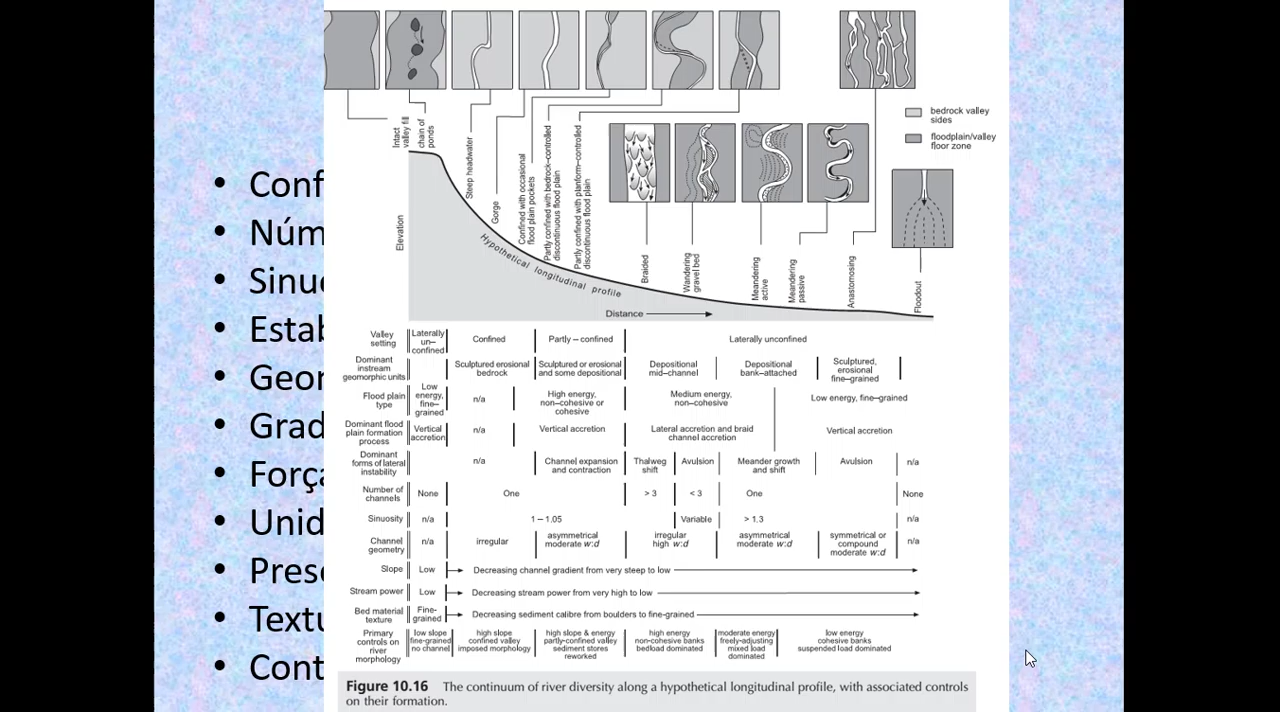 • Conf
• Núm
• Sinuo
• Estab
• Geor
• Grad
• Força
• Unid
• Prese
• Textu
• Cont
bedrock valley
sides
floodplain/valley
floor zone
Intact
valley fill
chain of
ponds
Steep headwater
Gorge
Confined with occasional
flood plain pockets
Partly confined with bedrock–controlled
discontinuous flood plain
Partly confined with planform–controlled
discontinuous flood plain
Braided
Wandering
gravel bed
Meandering
active
Meandering
passive
Anastomosing
Floodout
Elevation
Hypothetical longitudinal profile
Distance
Valley
setting
Laterally
un–
confined
Confined
Partly – confined
Laterally unconfined
Dominant
instream
geomorphic units
Sculptured erosional
bedrock
Sculptured or erosional
and some depositional
Depositional
mid–channel
Depositional
bank–attached
Sculptured,
erosional
fine–grained
Flood plain
type
Low
energy,
fine–
grained
n/a
High energy,
non–cohesive or
cohesive
Medium energy,
non–cohesive
Low energy, fine–grained
Dominant flood
plain formation
process
Vertical
accretion
n/a
Vertical accretion
Lateral accretion and braid
channel accretion
Vertical accretion
Dominant
forms of lateral
instability
n/a
Channel expansion
and contraction
Thalweg
shift
Avulsion
Meander growth
and shift
Avulsion
n/a
Number of
channels
None
One
> 3
< 3
One
None
Sinuosity
n/a
1 – 1.05
Variable
> 1.3
n/a
Channel
geometry
n/a
irregular
asymmetrical
moderate w:d
irregular
high w:d
asymmetrical
moderate w:d
symmetrical or
compound
moderate w:d
n/a
Slope
Low
Decreasing channel gradient from very steep to low
Stream power
Low
Decreasing stream power from very high to low
Bed material
texture
Fine-
grained
Decreasing sediment calibre from boulders to fine-grained
Primary
controls on
river
morphology
low slope
fine-grained
no channel
high slope
confined valley
imposed morphology
high slope & energy
partly-confined valley
sediment stores
reworked
high energy
non-cohesive banks
bedload dominated
moderate energy
freely-adjusting
mixed load
dominated
low energy
cohesive banks
suspended load dominated
Figure 10.16 The continuum of river diversity along a hypothetical longitudinal profile, with associated controls
on their formation.